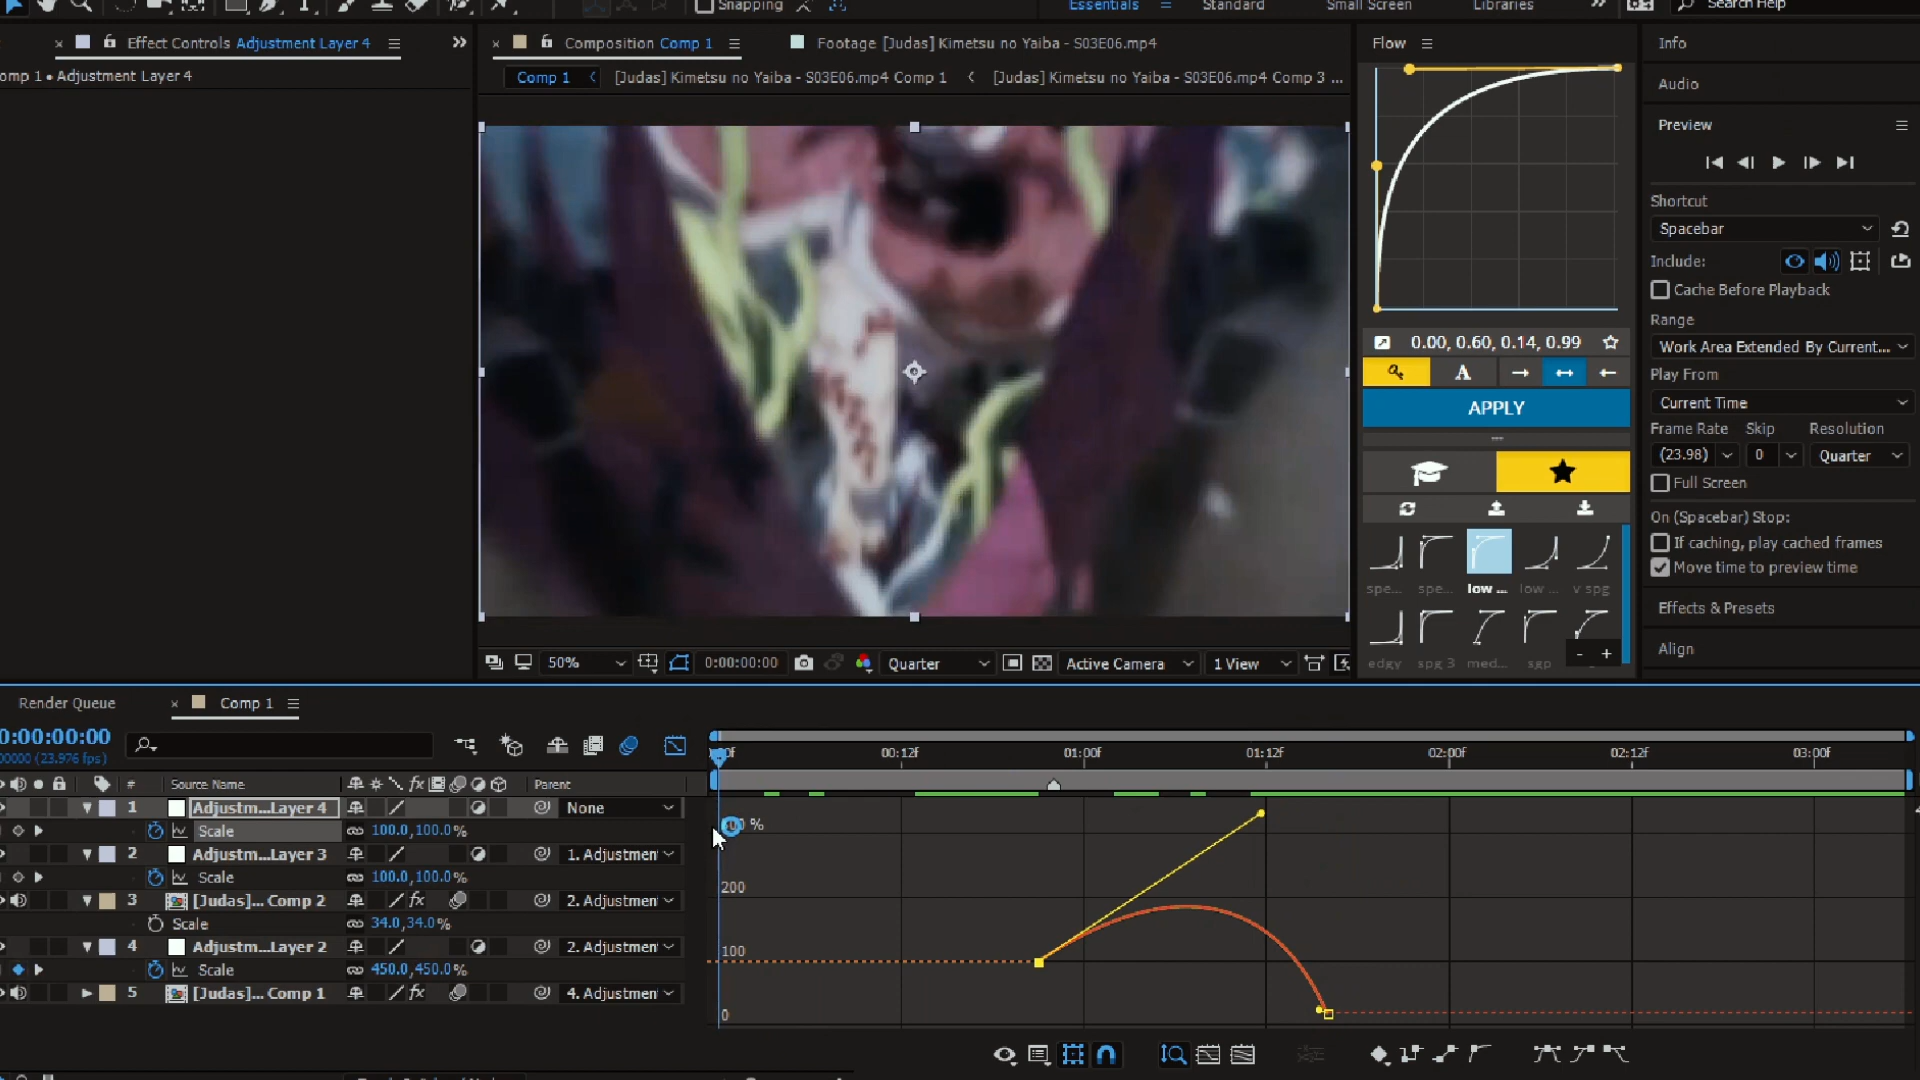 Snapping
Essentials
Standard
Small Screen
Libraries
Search Help
Effect Controls Adjustment Layer 4
Composition Comp 1
Footage [Judas] Kimetsu no Yaiba - S03E06.mp4
Flow
Info
omp 1 • Adjustment Layer 4
Comp 1
[Judas] Kimetsu no Yaiba - S03E06.mp4 Comp 1
[Judas] Kimetsu no Yaiba - S03E06.mp4 Comp 3 ...
Audio
Preview
Shortcut
Spacebar
Include:
Cache Before Playback
Range
Work Area Extended By Current...
Play From
Current Time
Frame Rate
Skip
Resolution
(23.98)
0
Quarter
Full Screen
On (Spacebar) Stop:
If caching, play cached frames
Move time to preview time
Effects & Presets
Align
0.00, 0.60, 0.14, 0.99
A
APPLY
spe...
spe...
low ...
low ...
v spg
edgy
spg 3
med...
sgp
- +
50%
0:00:00:00
Quarter
Active Camera
1 View
Render Queue
Comp 1
0:00:00:00
00000 (23.976 fps)
:00f
00:12f
01:00f
01:12f
02:00f
02:12f
03:00f
#
Source Name
fx
Parent
1
Adjustm...Layer 4
None
Scale
100.0,100.0%
2
Adjustm...Layer 3
1. Adjustment
Scale
100.0,100.0%
3
[Judas]... Comp 2
fx
2. Adjustment
Scale
34.0,34.0%
4
Adjustm...Layer 2
2. Adjustment
Scale
450.0,450.0%
5
[Judas]... Comp 1
fx
4. Adjustment
%
200
100
0